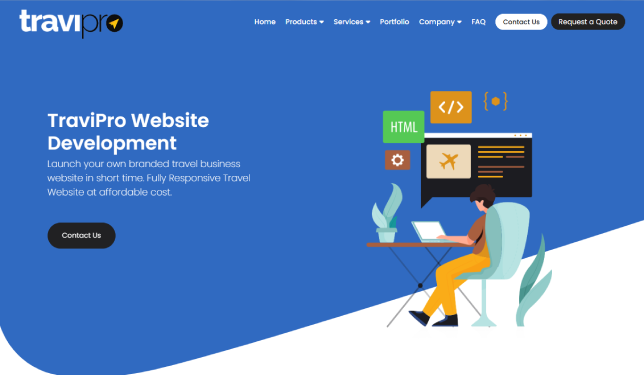 travipro
Home Products Services Portfolio Company FAQ Contact Us Request a Quote
TraviPro Website
Development
Launch your own branded travel business
website in short time. Fully Responsive Travel
Website at affordable cost.
Contact Us
</>
{ }
HTML